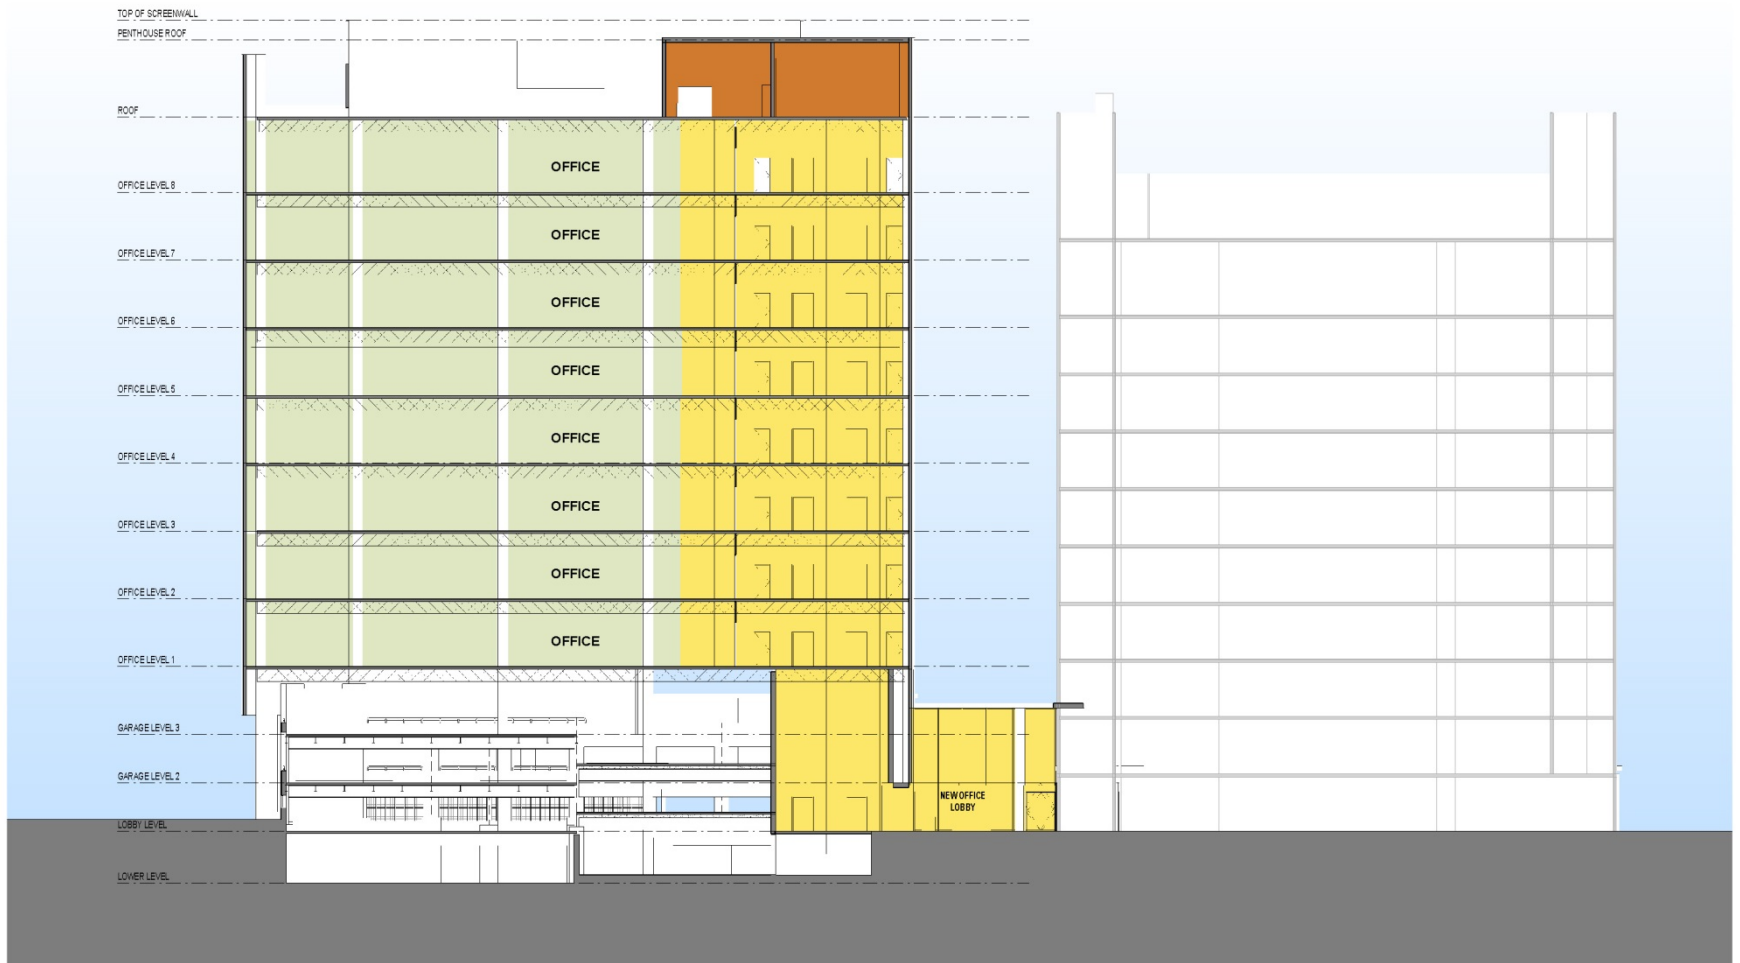 TOP OF SCREENWALL
PENTHOUSE ROOF
ROOF
OFFICE
OFFICE LEVEL 8
OFFICE
OFFICE LEVEL 7
OFFICE
OFFICE LEVEL 6
OFFICE
OFFICE LEVEL 5
OFFICE
OFFICE LEVEL 4
OFFICE
OFFICE LEVEL 3
OFFICE
OFFICE LEVEL 2
OFFICE
OFFICE LEVEL 1
GARAGE LEVEL 3
GARAGE LEVEL 2
NEW OFFICE
LOBBY
LOBBY LEVEL
LOWER LEVEL